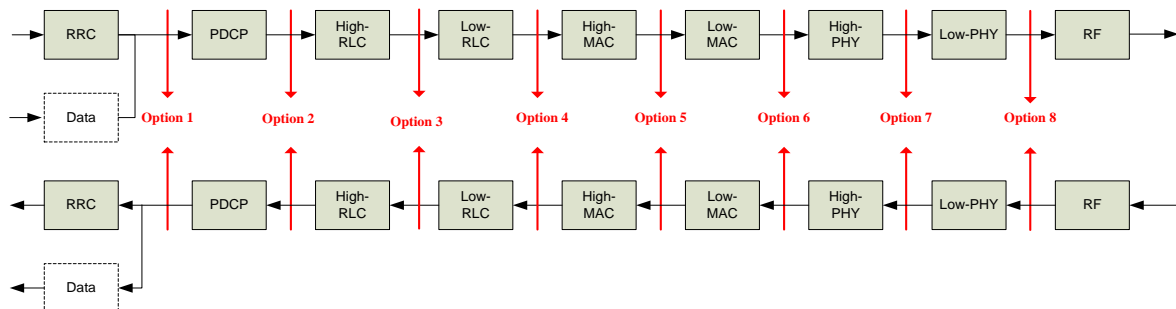 RRC
PDCP
High-
RLC
Low-
RLC
High-
MAC
Low-
MAC
High-
PHY
Low-PHY
RF
Data
Option 1
Option 2
Option 3
Option 4
Option 5
Option 6
Option 7
Option 8
RRC
PDCP
High-
RLC
Low-
RLC
High-
MAC
Low-
MAC
High-
PHY
Low-PHY
RF
Data